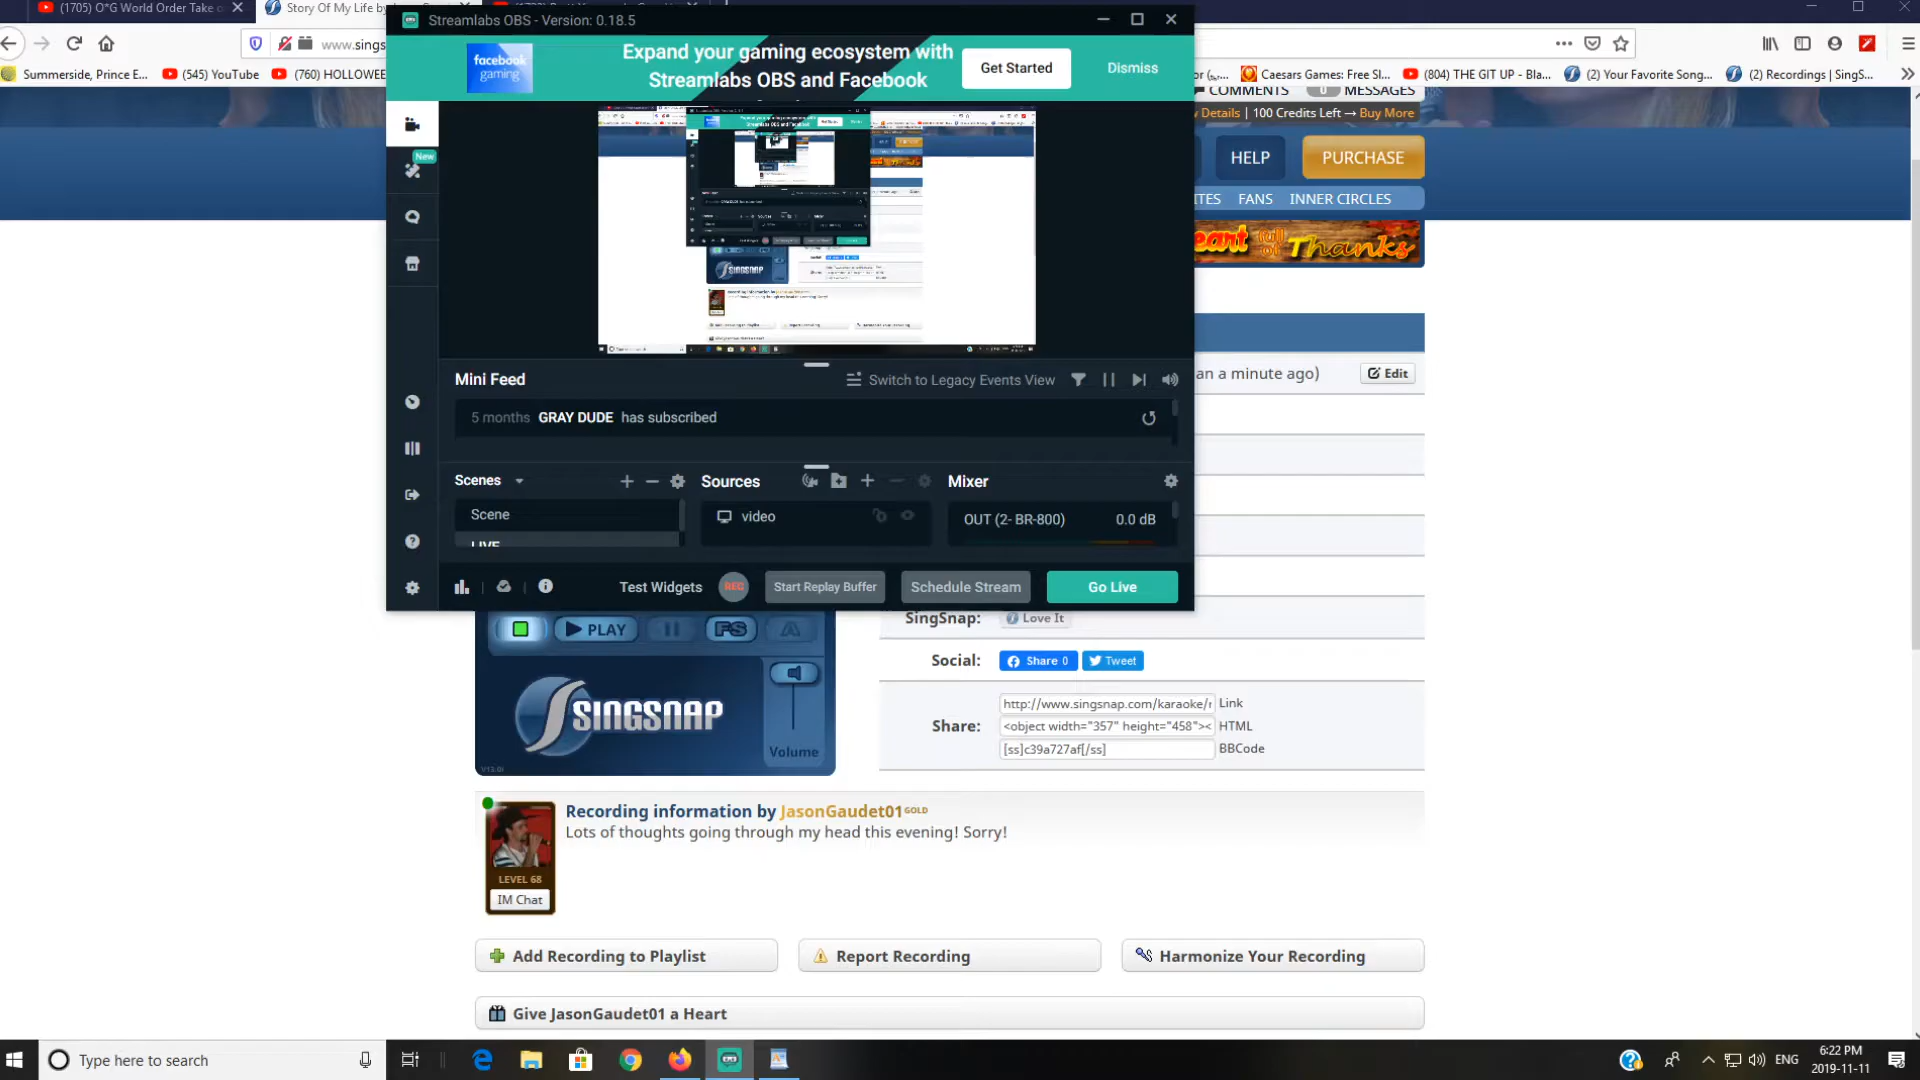 (1705) O*G World Order Take o
Story Of My Life by
Streamlabs OBS - Version: 0.18.5
www.sings
Summerside, Prince E...
(545) YouTube
(760) HOLLOWEE
Caesars Games: Free Sl...
(804) THE GIT UP - Bla...
(2) Your Favorite Song...
(2) Recordings | SingS...
facebook
gaming
Expand your gaming ecosystem with
Streamlabs OBS and Facebook
Get Started
Dismiss
COMMENTS
0
MESSAGES
Details | 100 Credits Left → Buy More
HELP
PURCHASE
ITES
FANS
INNER CIRCLES
New
Heart full of Thanks
Mini Feed
Switch to Legacy Events View
an a minute ago)
Edit
5 months GRAY DUDE has subscribed
Scenes
Sources
Mixer
Scene
LIVE
video
OUT (2- BR-800)
0.0 dB
Test Widgets
REC
Start Replay Buffer
Schedule Stream
Go Live
PLAY
FS
A
SINGSNAP
Volume
SingSnap:
Love It
Social:
Share 0
Tweet
Share:
http://www.singsnap.com/karaoke/r
Link
<object width="357" height="458"><
HTML
[ss]c39a727af[/ss]
BBCode
Recording information by JasonGaudet01 GOLD
Lots of thoughts going through my head this evening! Sorry!
LEVEL 68
IM Chat
Add Recording to Playlist
Report Recording
Harmonize Your Recording
Give JasonGaudet01 a Heart
Type here to search
ENG
6:22 PM
2019-11-11